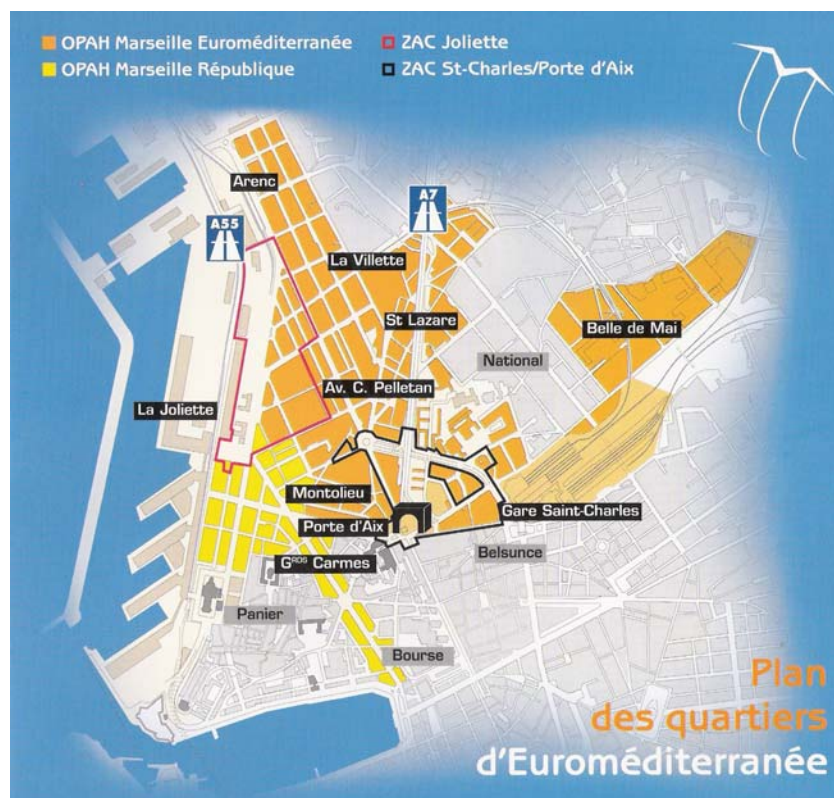 OPAH Marseille Euroméditerranée
ZAC Joliette
OPAH Marseille République
ZAC St-Charles/Porte d'Aix
Arenc
A7
A55
La Villette
St Lazare
Belle de Mai
National
Av. C. Pelletan
La Joliette
Montolieu
Gare Saint-Charles
Porte d'Aix
Belsunce
GRDS Carmes
Panier
Bourse
Plan
des quartiers
d'Euroméditerranée